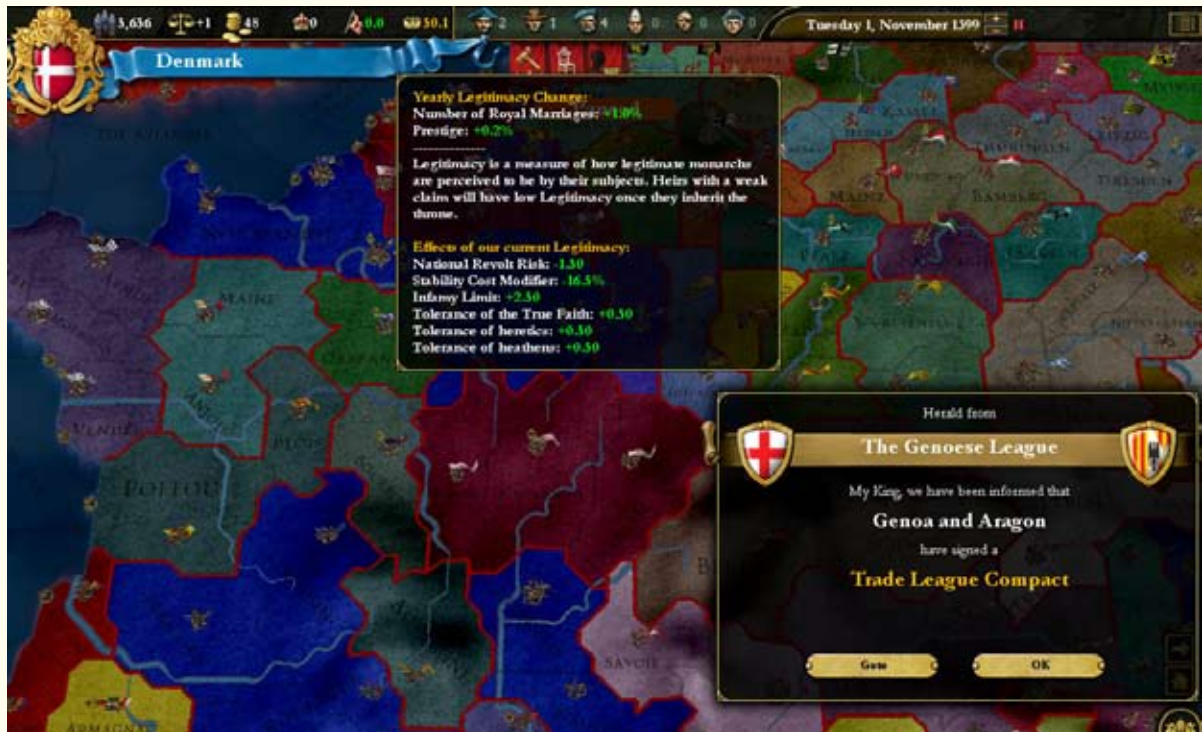 3,636 +1 48 0 0.0 50.1 2 1 4 0 0 0 Tuesday 1, November 1399
Denmark
Yearly Legitimacy Change:
Number of Royal Marriages: +1.0%
Prestige: +0.2%
---------------
Legitimacy is a measure of how legitimate monarchs
are perceived to be by their subjects. Heirs with a weak
claim will have low Legitimacy once they inherit the
throne.
Effects of our current Legitimacy:
National Revolt Risk: -1.50
Stability Cost Modifier: -16.5%
Infamy Limit: +2.50
Tolerance of the True Faith: +0.50
Tolerance of heretics: +0.50
Tolerance of heathens: +0.50
KASSEL
MAINZ
BAMBERG
DRESDEN
MAINE
VENDÉE
POITOU
SAVOIE
ARMAGNAC
Herald from
The Genoese League
My King, we have been informed that
Genoa and Aragon
have signed a
Trade League Compact
Goto OK